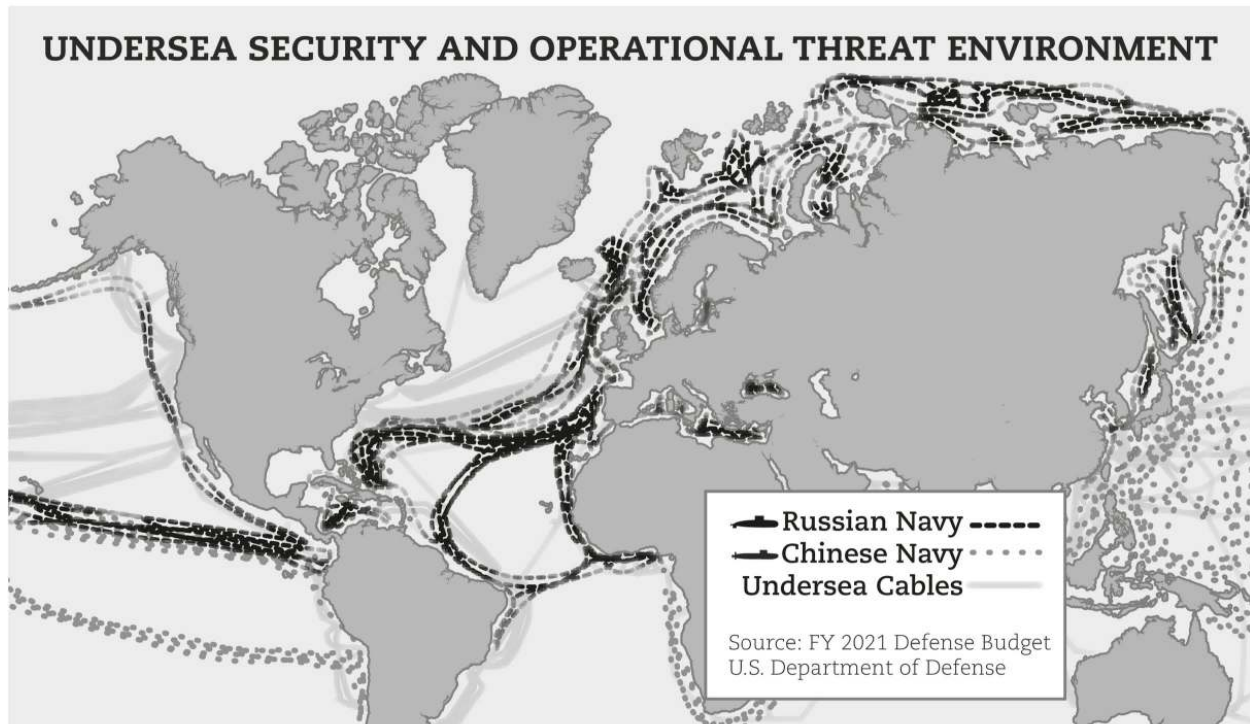 UNDERSEA SECURITY AND OPERATIONAL THREAT ENVIRONMENT
Russian Navy
Chinese Navy
Undersea Cables
Source: FY 2021 Defense Budget
U.S. Department of Defense